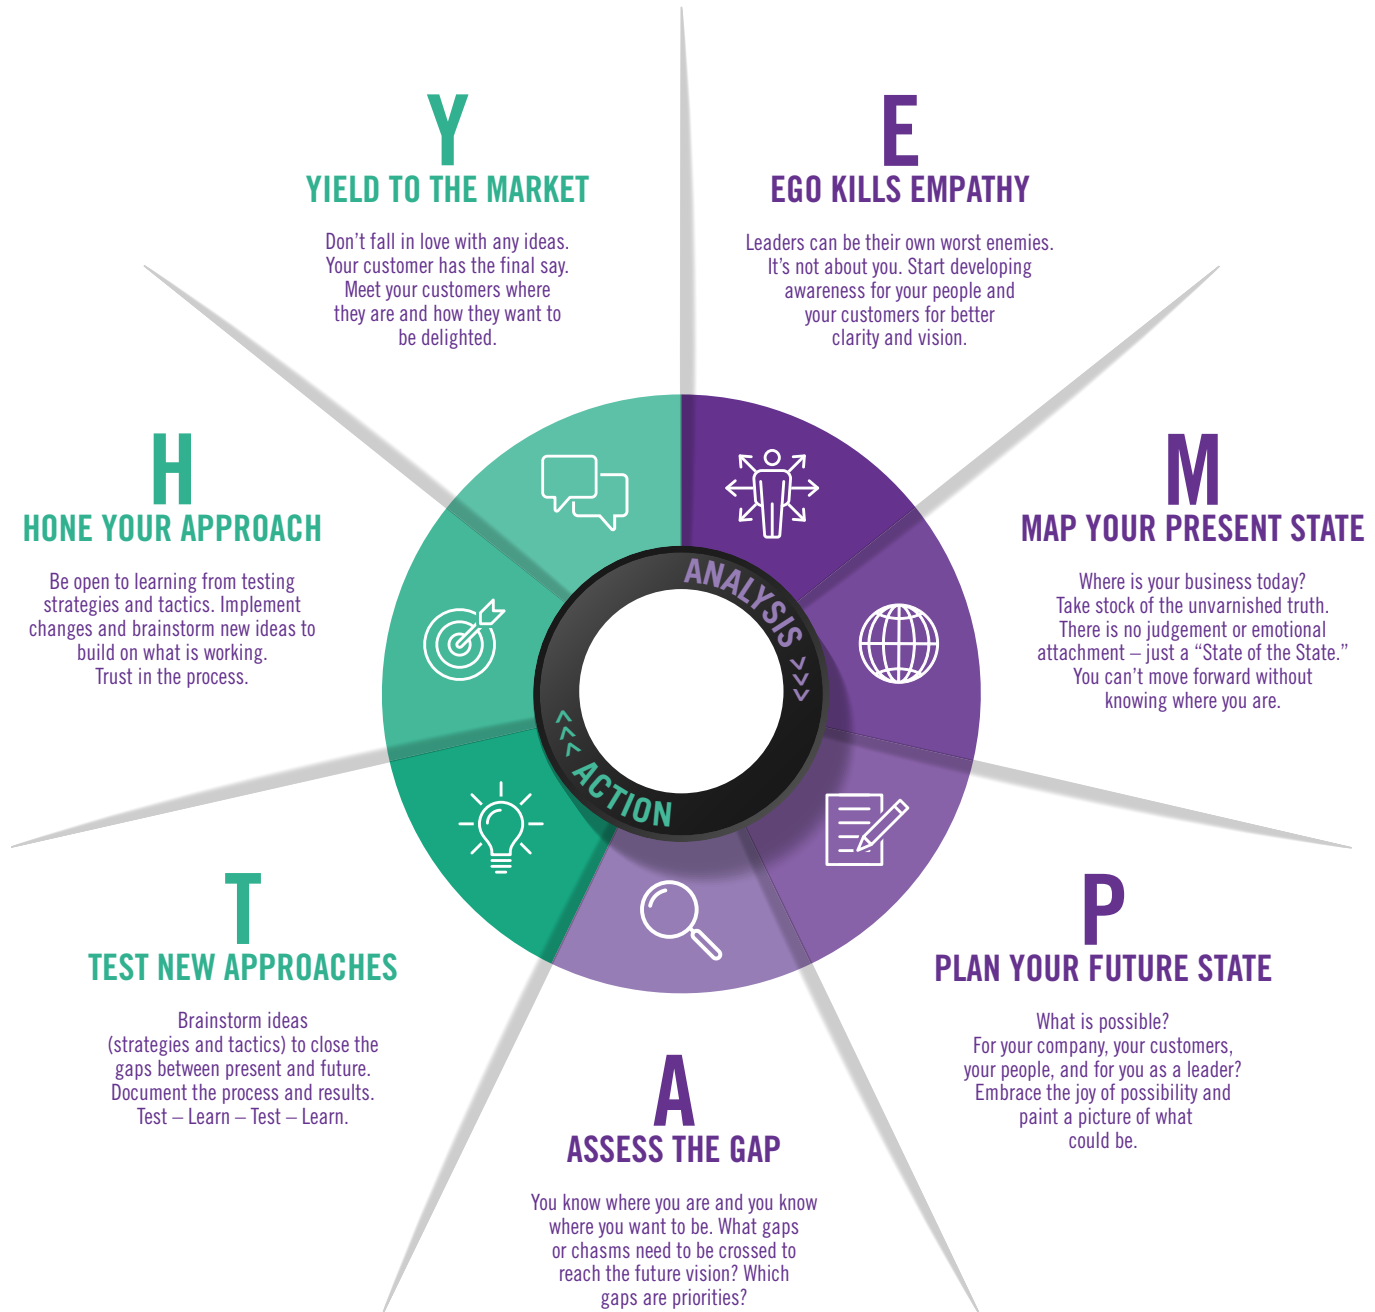 E
EGO KILLS EMPATHY
Leaders can be their own worst enemies.
It’s not about you. Start developing
awareness for your people and
your customers for better
clarity and vision.
M
MAP YOUR PRESENT STATE
Where is your business today?
Take stock of the unvarnished truth.
There is no judgement or emotional
attachment – just a “State of the State.”
You can’t move forward without
knowing where you are.
P
PLAN YOUR FUTURE STATE
What is possible?
For your company, your customers,
your people, and for you as a leader?
Embrace the joy of possibility and
paint a picture of what
could be.
A
ASSESS THE GAP
You know where you are and you know
where you want to be. What gaps
or chasms need to be crossed to
reach the future vision? Which
gaps are priorities?
T
TEST NEW APPROACHES
Brainstorm ideas
(strategies and tactics) to close the
gaps between present and future.
Document the process and results.
Test – Learn – Test – Learn.
H
HONE YOUR APPROACH
Be open to learning from testing
strategies and tactics. Implement
changes and brainstorm new ideas to
build on what is working.
Trust in the process.
Y
YIELD TO THE MARKET
Don’t fall in love with any ideas.
Your customer has the final say.
Meet your customers where
they are and how they want to
be delighted.
ANALYSIS >>>
<<< ACTION